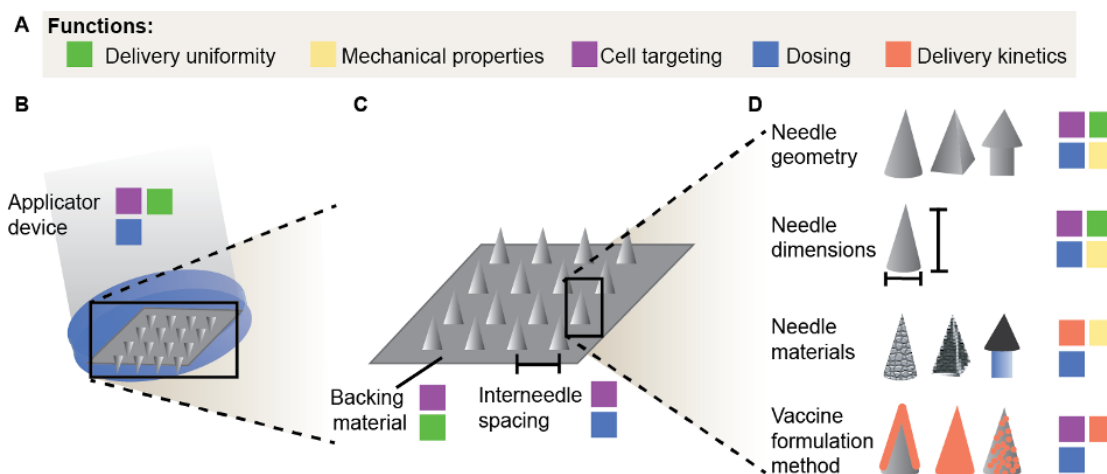 A
Functions:
Delivery uniformity
Mechanical properties
Cell targeting
Dosing
Delivery kinetics
B
Applicator
device
C
Backing
material
Interneedle
spacing
D
Needle
geometry
Needle
dimensions
Needle
materials
Vaccine
formulation
method